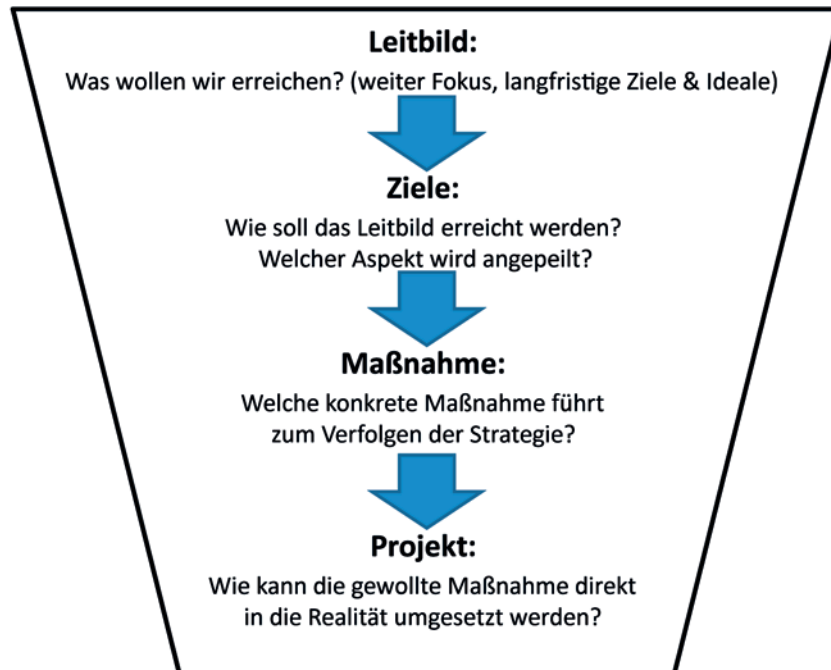 Leitbild:
Was wollen wir erreichen? (weiter Fokus, langfristige Ziele & Ideale)
Ziele:
Wie soll das Leitbild erreicht werden?
Welcher Aspekt wird angepeilt?
Maßnahme:
Welche konkrete Maßnahme führt
zum Verfolgen der Strategie?
Projekt:
Wie kann die gewollte Maßnahme direkt
in die Realität umgesetzt werden?